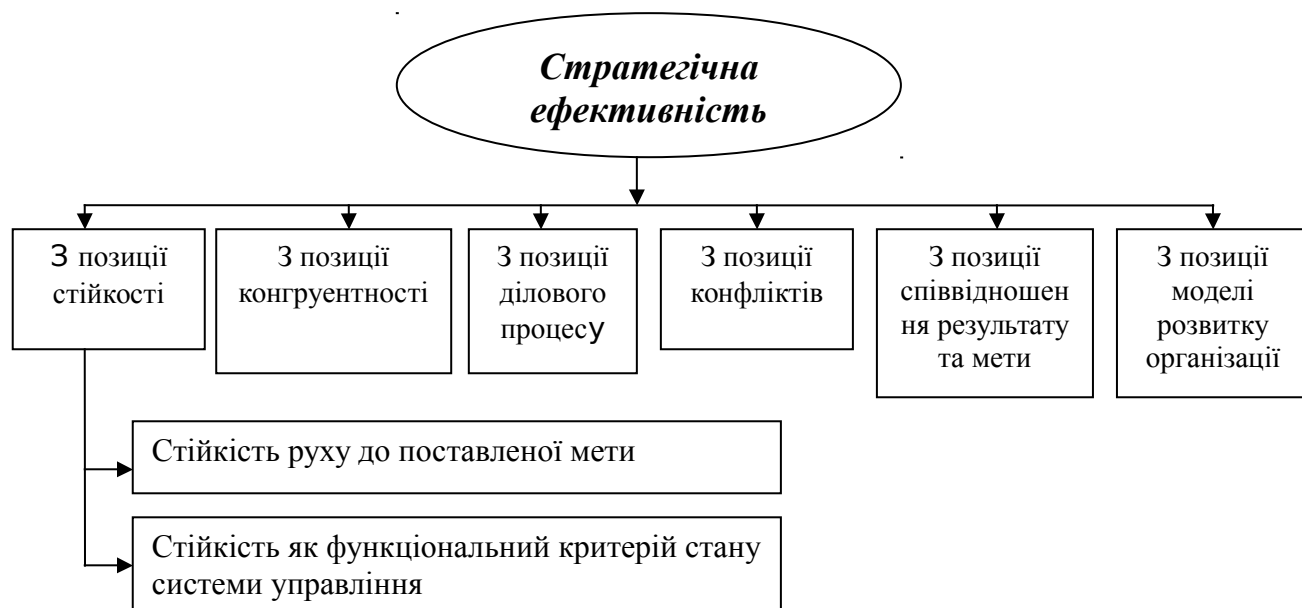 Стратегічна
ефективність
З позиції
стійкості
З позиції
конгруентності
З позиції
ділового
процесу
З позиції
конфліктів
З позиції
співвідношен
ня результату
та мети
З позиції
моделі
розвитку
організації
Стійкість руху до поставленої мети
Стійкість як функціональний критерій стану
системи управління